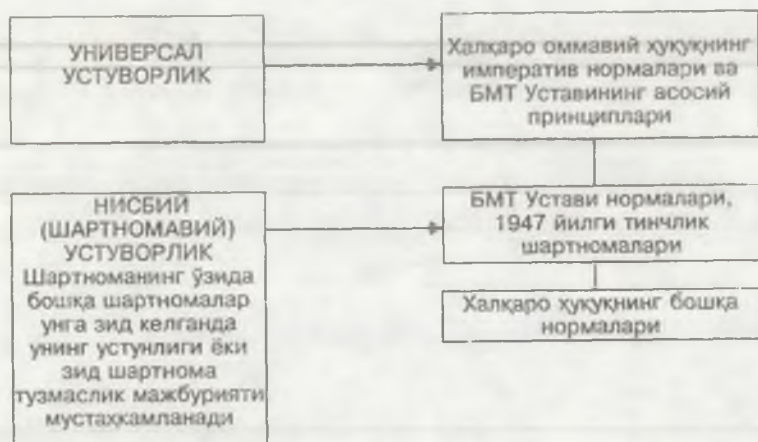 УНИВЕРСАЛ
УСТУВОРЛИК
Халқаро оммавий ҳуқуқнинг
императив нормалари ва
БМТ Уставининг асосий
принциплари
НИСБИЙ
(ШАРТНОМАВИЙ)
УСТУВОРЛИК
Шартноманинг ўзида
бошқа шартномалар
унга зид келганда
унинг устунлиги ёки
зид шартнома
тузмаслик мажбурияти
мустаҳкамланади
БМТ Устави нормалари,
1947 йилги тинчлик
шартномалари
Халқаро ҳуқуқнинг бошқа
нормалари